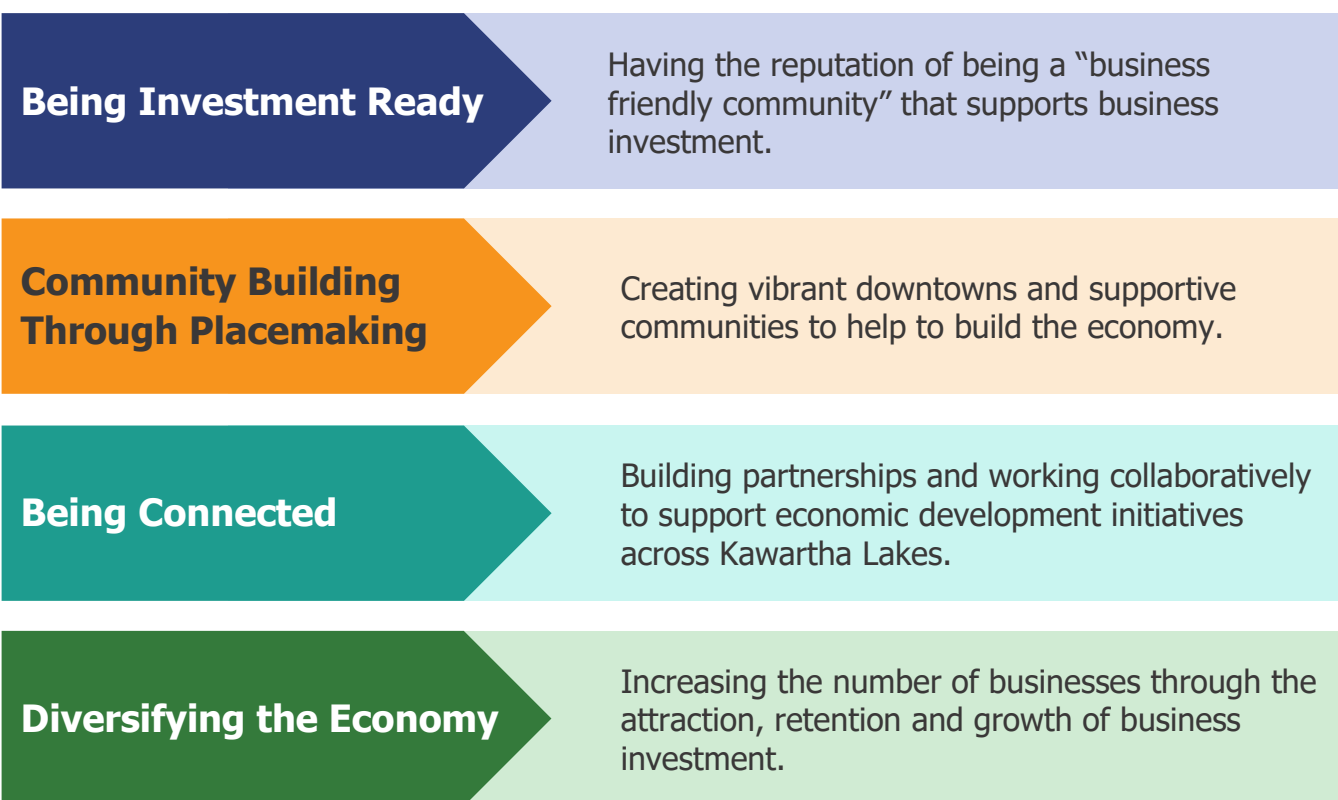 Being Investment Ready
Having the reputation of being a “business
friendly community” that supports business
investment.
Community Building
Through Placemaking
Creating vibrant downtowns and supportive
communities to help to build the economy.
Being Connected
Building partnerships and working collaboratively
to support economic development initiatives
across Kawartha Lakes.
Diversifying the Economy
Increasing the number of businesses through the
attraction, retention and growth of business
investment.